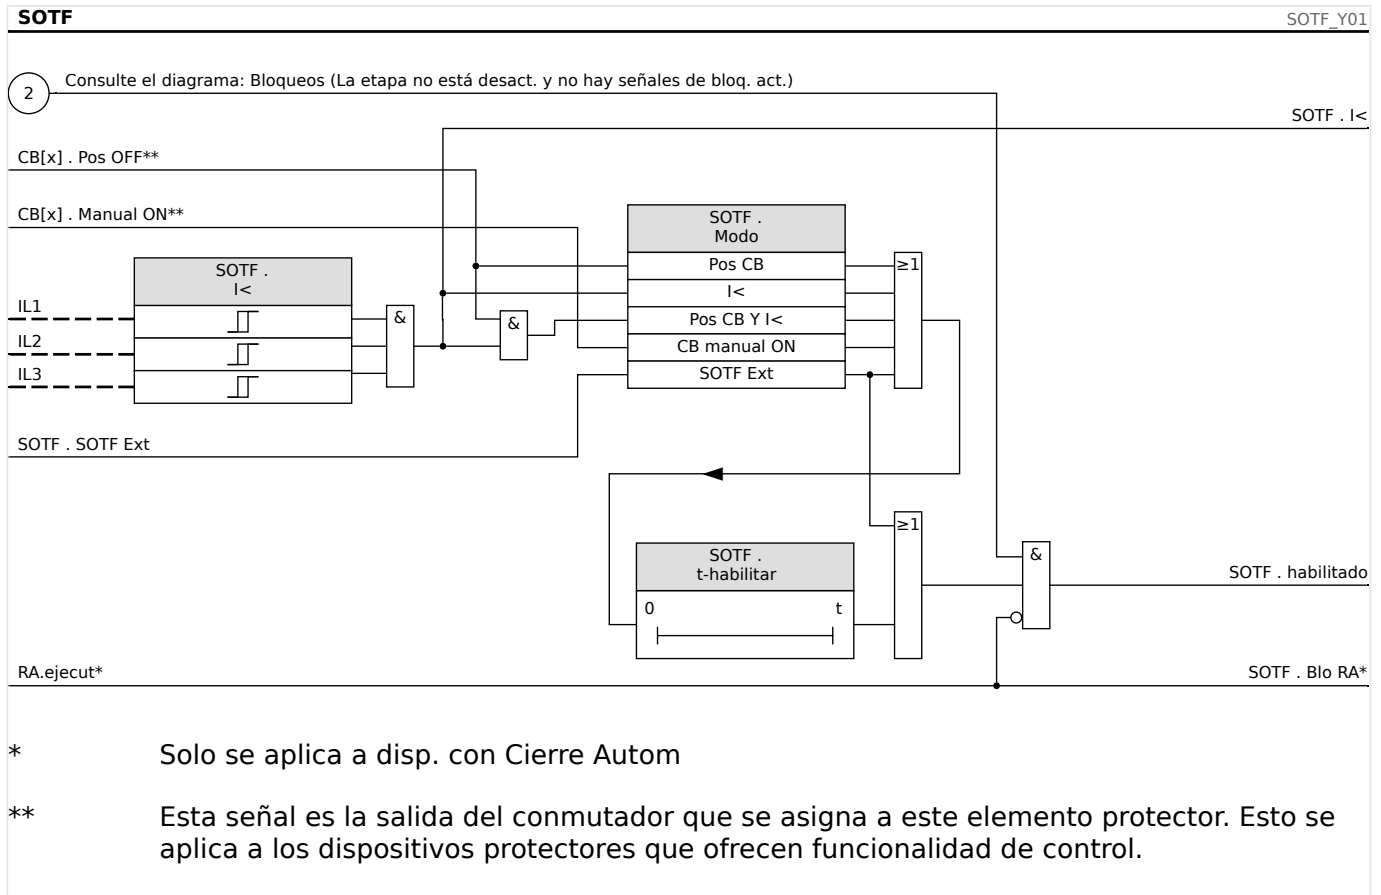 SOTF
SOTF_Y01
2
Consulte el diagrama: Bloqueos (La etapa no está desact. y no hay señales de bloq. act.)
SOTF . I<
CB[x] . Pos OFF**
CB[x] . Manual ON**
SOTF .
Modo
Pos CB
≥1
I<
Pos CB Y I<
CB manual ON
SOTF Ext
SOTF .
I<
IL1
IL2
IL3
&
&
SOTF . SOTF Ext
≥1
SOTF .
t-habilitar
0
t
&
SOTF . habilitado
RA.ejecut*
SOTF . Blo RA*
* Solo se aplica a disp. con Cierre Autom
** Esta señal es la salida del conmutador que se asigna a este elemento protector. Esto se
aplica a los dispositivos protectores que ofrecen funcionalidad de control.